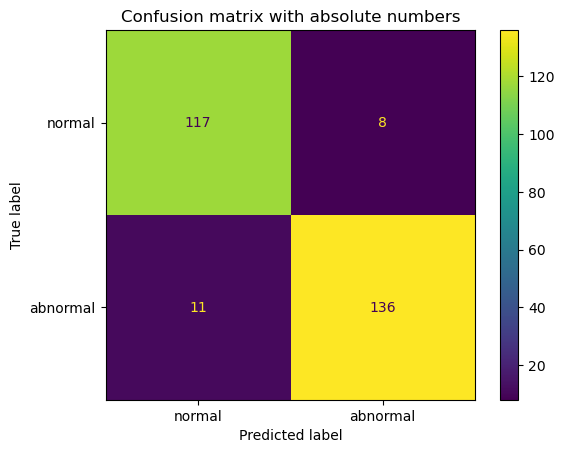 Confusion matrix with absolute numbers
True label
normal
abnormal
117
8
11
136
normal
abnormal
Predicted label
120
100
80
60
40
20